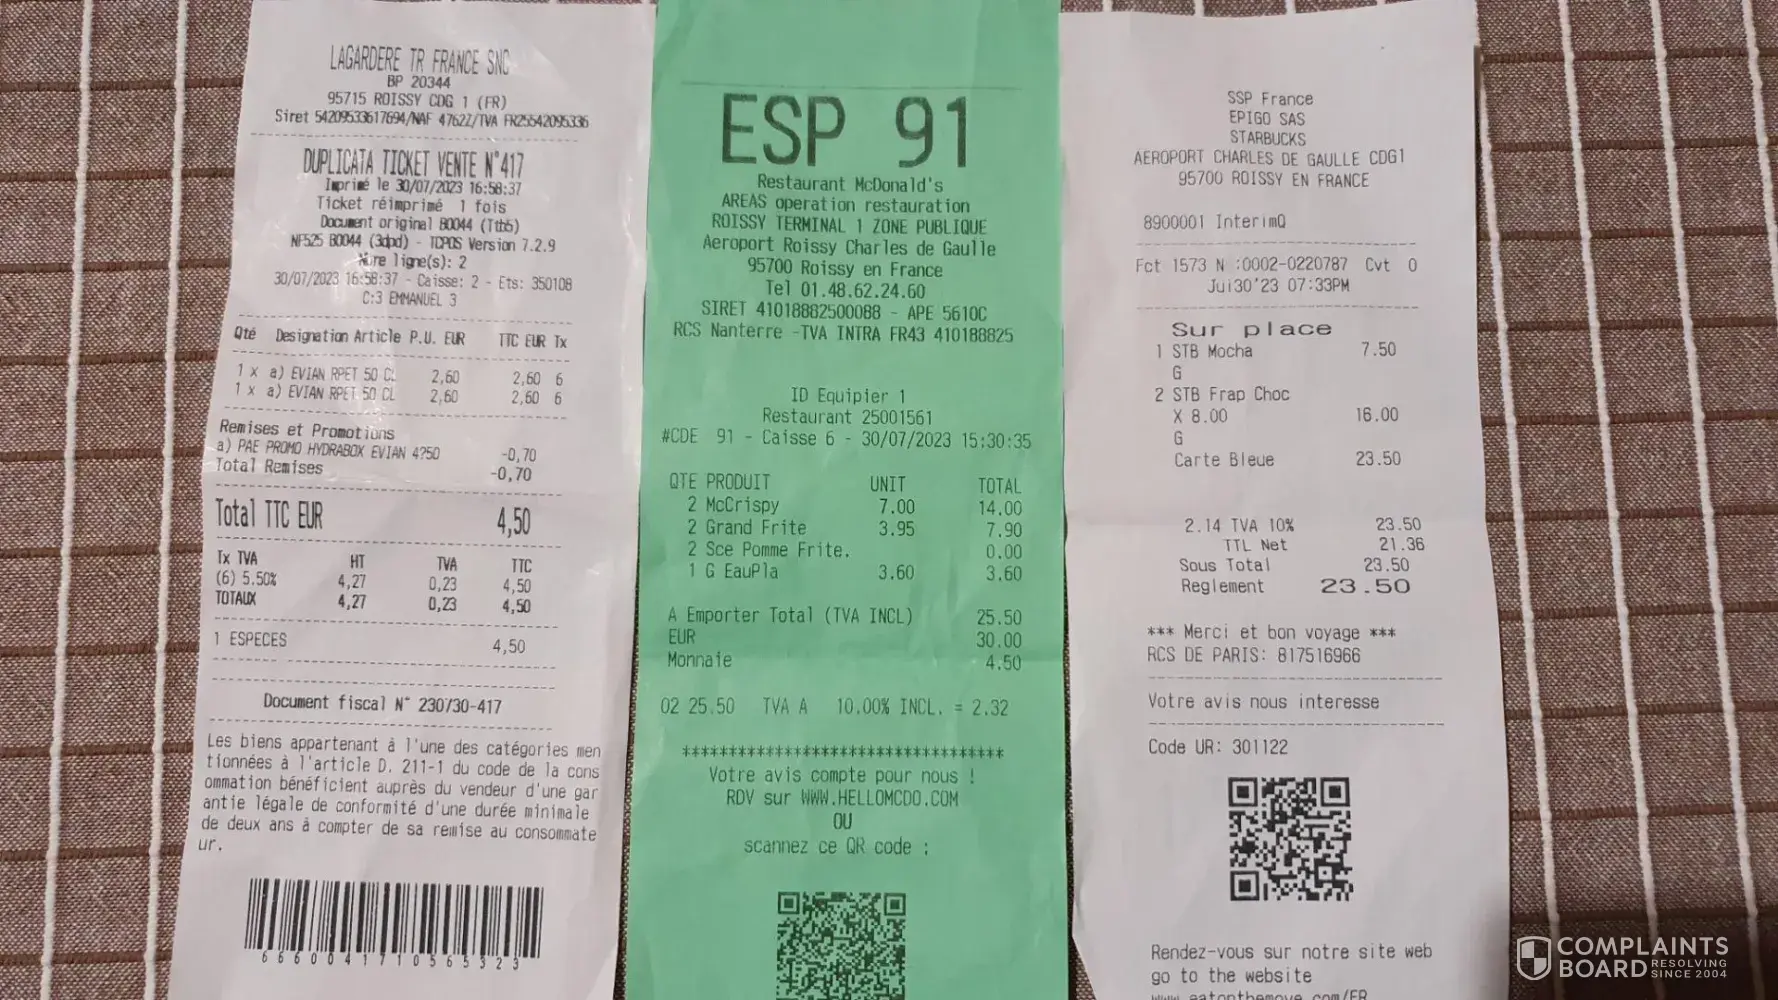 LAGARDERE TR FRANCE SNC
BP 20344
95715 ROISSY CDG 1 (FR)
Siret 54209533617694/NAF 4762Z/TVA FR25542095336
DUPLICATA TICKET VENTE N°417
Imprimé le 30/07/2023 16:58:37
Ticket réimprimé 1 fois
Document original B0044 (Ttb5)
NF525 B0044 (3dpd) - TCPOS Version 7.2.9
Nbre ligne(s): 2
30/07/2023 16:58:37 - Caisse: 2 - Ets: 350108
C:3 EMMANUEL 3
Qté Designation Article P.U. EUR TTC EUR Tx
1 x a) EVIAN RPET 50 CL 2,60 2,60 6
1 x a) EVIAN RPET 50 CL 2,60 2,60 6
Remises et Promotions
a) PAE PROMO HYDRABOX EVIAN 4?50 -0,70
Total Remises -0,70
Total TTC EUR 4,50
Tx TVA HT TVA TTC
(6) 5.50% 4,27 0,23 4,50
TOTAUX 4,27 0,23 4,50
1 ESPECES 4,50
Document fiscal N° 230730-417
Les biens appartenant à l'une des catégories men
tionnées à l'article D. 211-1 du code de la cons
ommation bénéficient auprès du vendeur d'une gar
antie légale de conformité d'une durée minimale
de deux ans à compter de sa remise au consommate
ur.
6660041710565323
ESP 91
Restaurant McDonald's
AREAS operation restauration
ROISSY TERMINAL 1 ZONE PUBLIQUE
Aeroport Roissy Charles de Gaulle
95700 Roissy en France
Tel 01.48.62.24.60
SIRET 41018882500088 - APE 5610C
RCS Nanterre -TVA INTRA FR43 410188825
ID Equipier 1
Restaurant 25001561
#CDE 91 - Caisse 6 - 30/07/2023 15:30:35
QTE PRODUIT UNIT TOTAL
2 McCrispy 7.00 14.00
2 Grand Frite 3.95 7.90
2 Sce Pomme Frite. 0.00
1 G EauPla 3.60 3.60
A Emporter Total (TVA INCL) 25.50
EUR 30.00
Monnaie 4.50
02 25.50 TVA A 10.00% INCL. = 2.32
***********************************
Votre avis compte pour nous !
RDV sur WWW.HELLOMCDO.COM
OU
scannez ce QR code :
SSP France
EPIGO SAS
STARBUCKS
AEROPORT CHARLES DE GAULLE CDG1
95700 ROISSY EN FRANCE
8900001 InterimQ
Fct 1573 N :0002-0220787 Cvt 0
Jui30'23 07:33PM
Sur place
1 STB Mocha 7.50
G
2 STB Frap Choc
X 8.00 16.00
G
Carte Bleue 23.50
2.14 TVA 10% 23.50
TTL Net 21.36
Sous Total 23.50
Reglement 23.50
*** Merci et bon voyage ***
RCS DE PARIS: 817516966
Votre avis nous interesse
Code UR: 301122
Rendez-vous sur notre site web
go to the website
www.eatonthemove.com/FR
COMPLAINTS
BOARD RESOLVING SINCE 2004